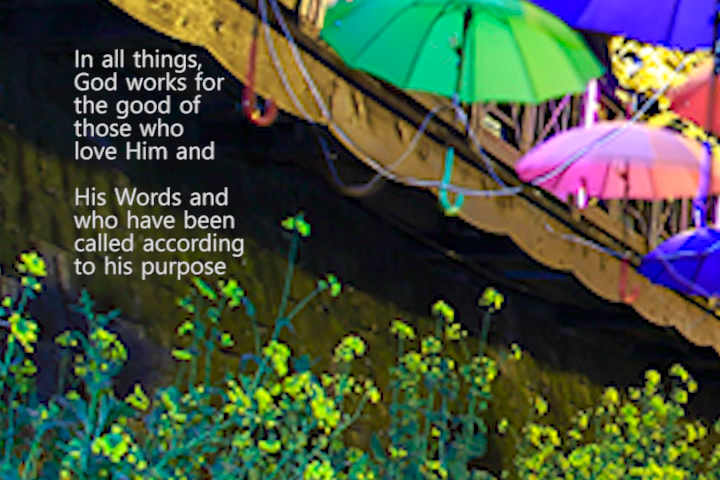 In all things,
God works for
the good of
those who
love Him and
His Words and
who have been
called according
to his purpose